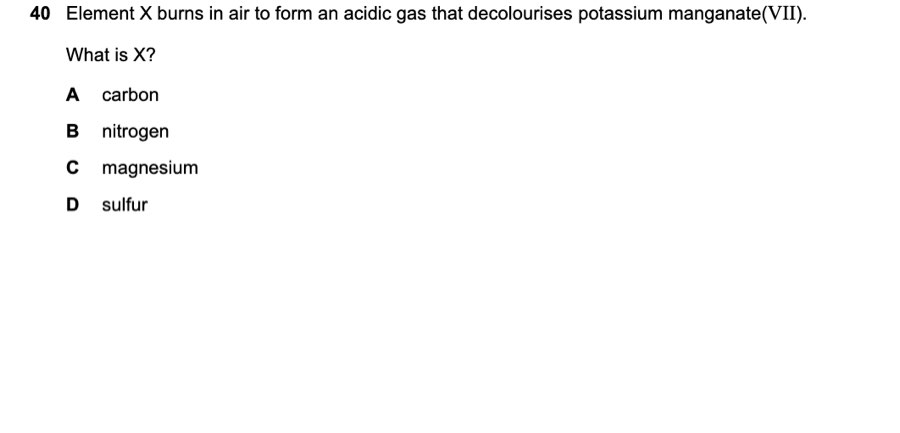 40 Element X burns in air to form an acidic gas that decolourises potassium manganate(VII).
What is X?
A carbon
B nitrogen
C magnesium
D sulfur